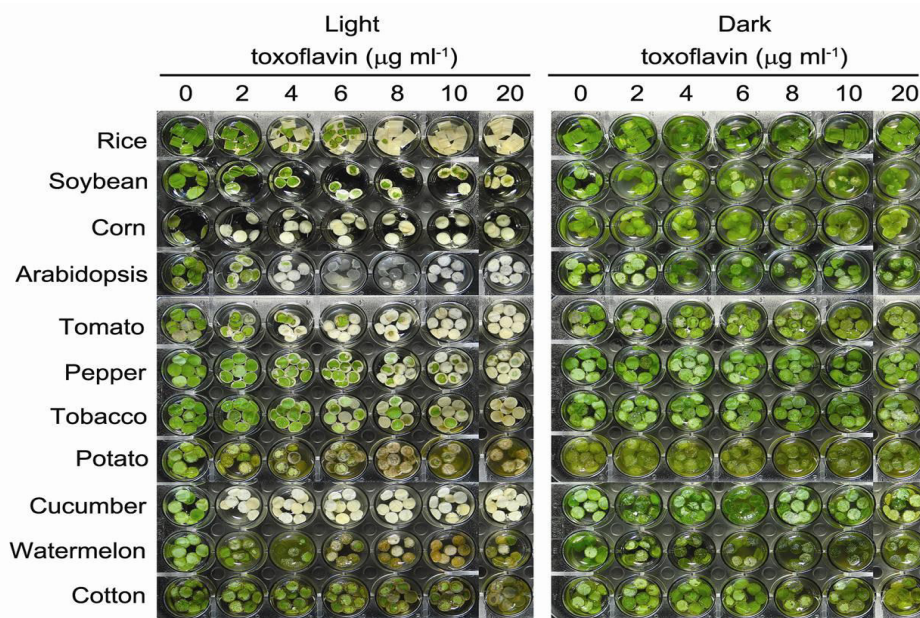 Light Dark
toxoflavin (μg ml-1) toxoflavin (μg ml-1)
0 2 4 6 8 10 20 0 2 4 6 8 10 20
Rice
Soybean
Corn
Arabidopsis
Tomato
Pepper
Tobacco
Potato
Cucumber
Watermelon
Cotton